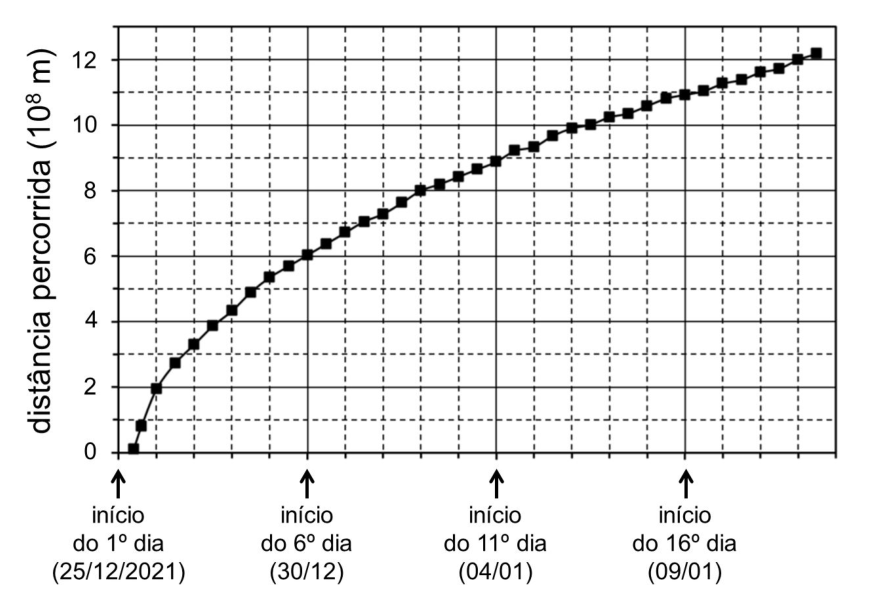 distância percorrida (10⁸ m)
12
10
8
6
4
2
0
início
do 1º dia
(25/12/2021)
início
do 6º dia
(30/12)
início
do 11º dia
(04/01)
início
do 16º dia
(09/01)